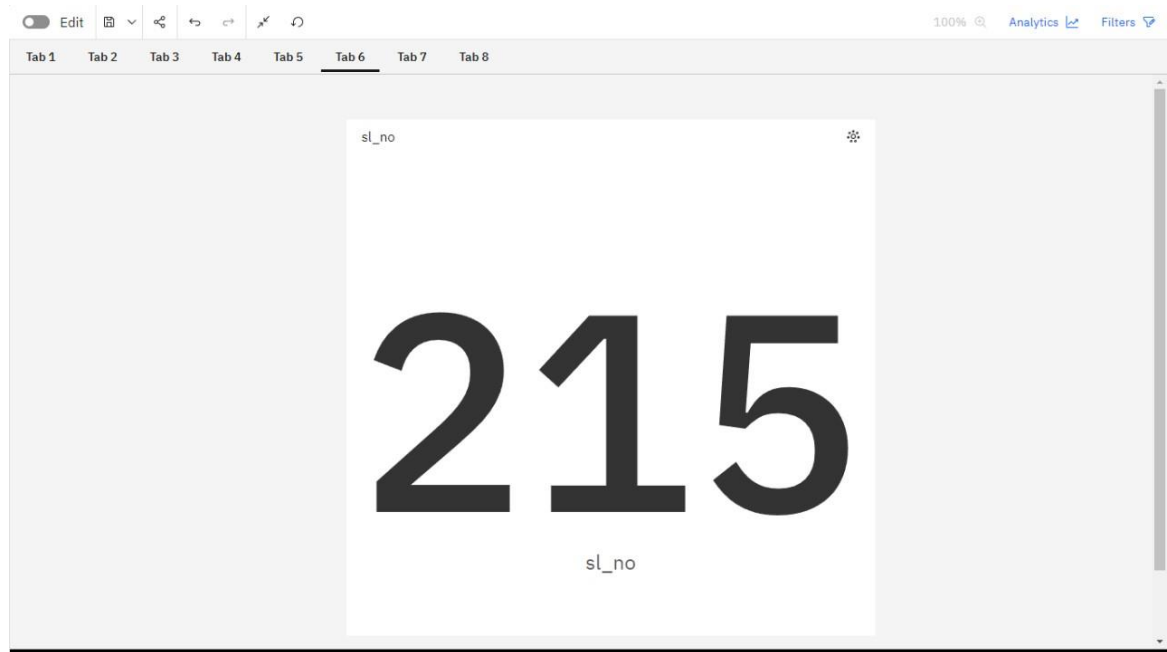 Edit 100% Analytics Filters
Tab 1 Tab 2 Tab 3 Tab 4 Tab 5 Tab 6 Tab 7 Tab 8
sl_no
215
sl_no